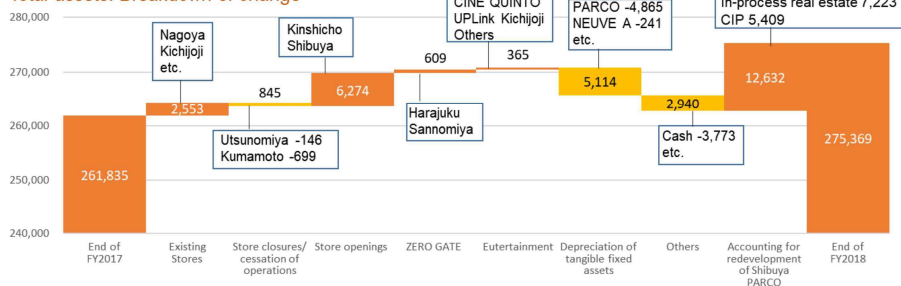 Total assets: Breakdown of change
280,000
270,000
260,000
250,000
240,000
261,835
Nagoya
Kichijoji
etc.
2,553
845
Utsunomiya -146
Kumamoto -699
Kinshicho
Shibuya
6,274
609
Harajuku
Sannomiya
CINE QUINTO
UPLink Kichijoji
Others
365
PARCO -4,865
NEUVE A -241
etc.
5,114
2,940
Cash -3,773
etc.
In-process real estate 7,223
CIP 5,409
12,632
275,369
End of
FY2017
Existing
Stores
Store closures/
cessation of
operations
Store openings
ZERO GATE
Eutertainment
Depreciation of
tangible fixed
assets
Others
Accounting for
redevelopment
of Shibuya
PARCO
End of
FY2018